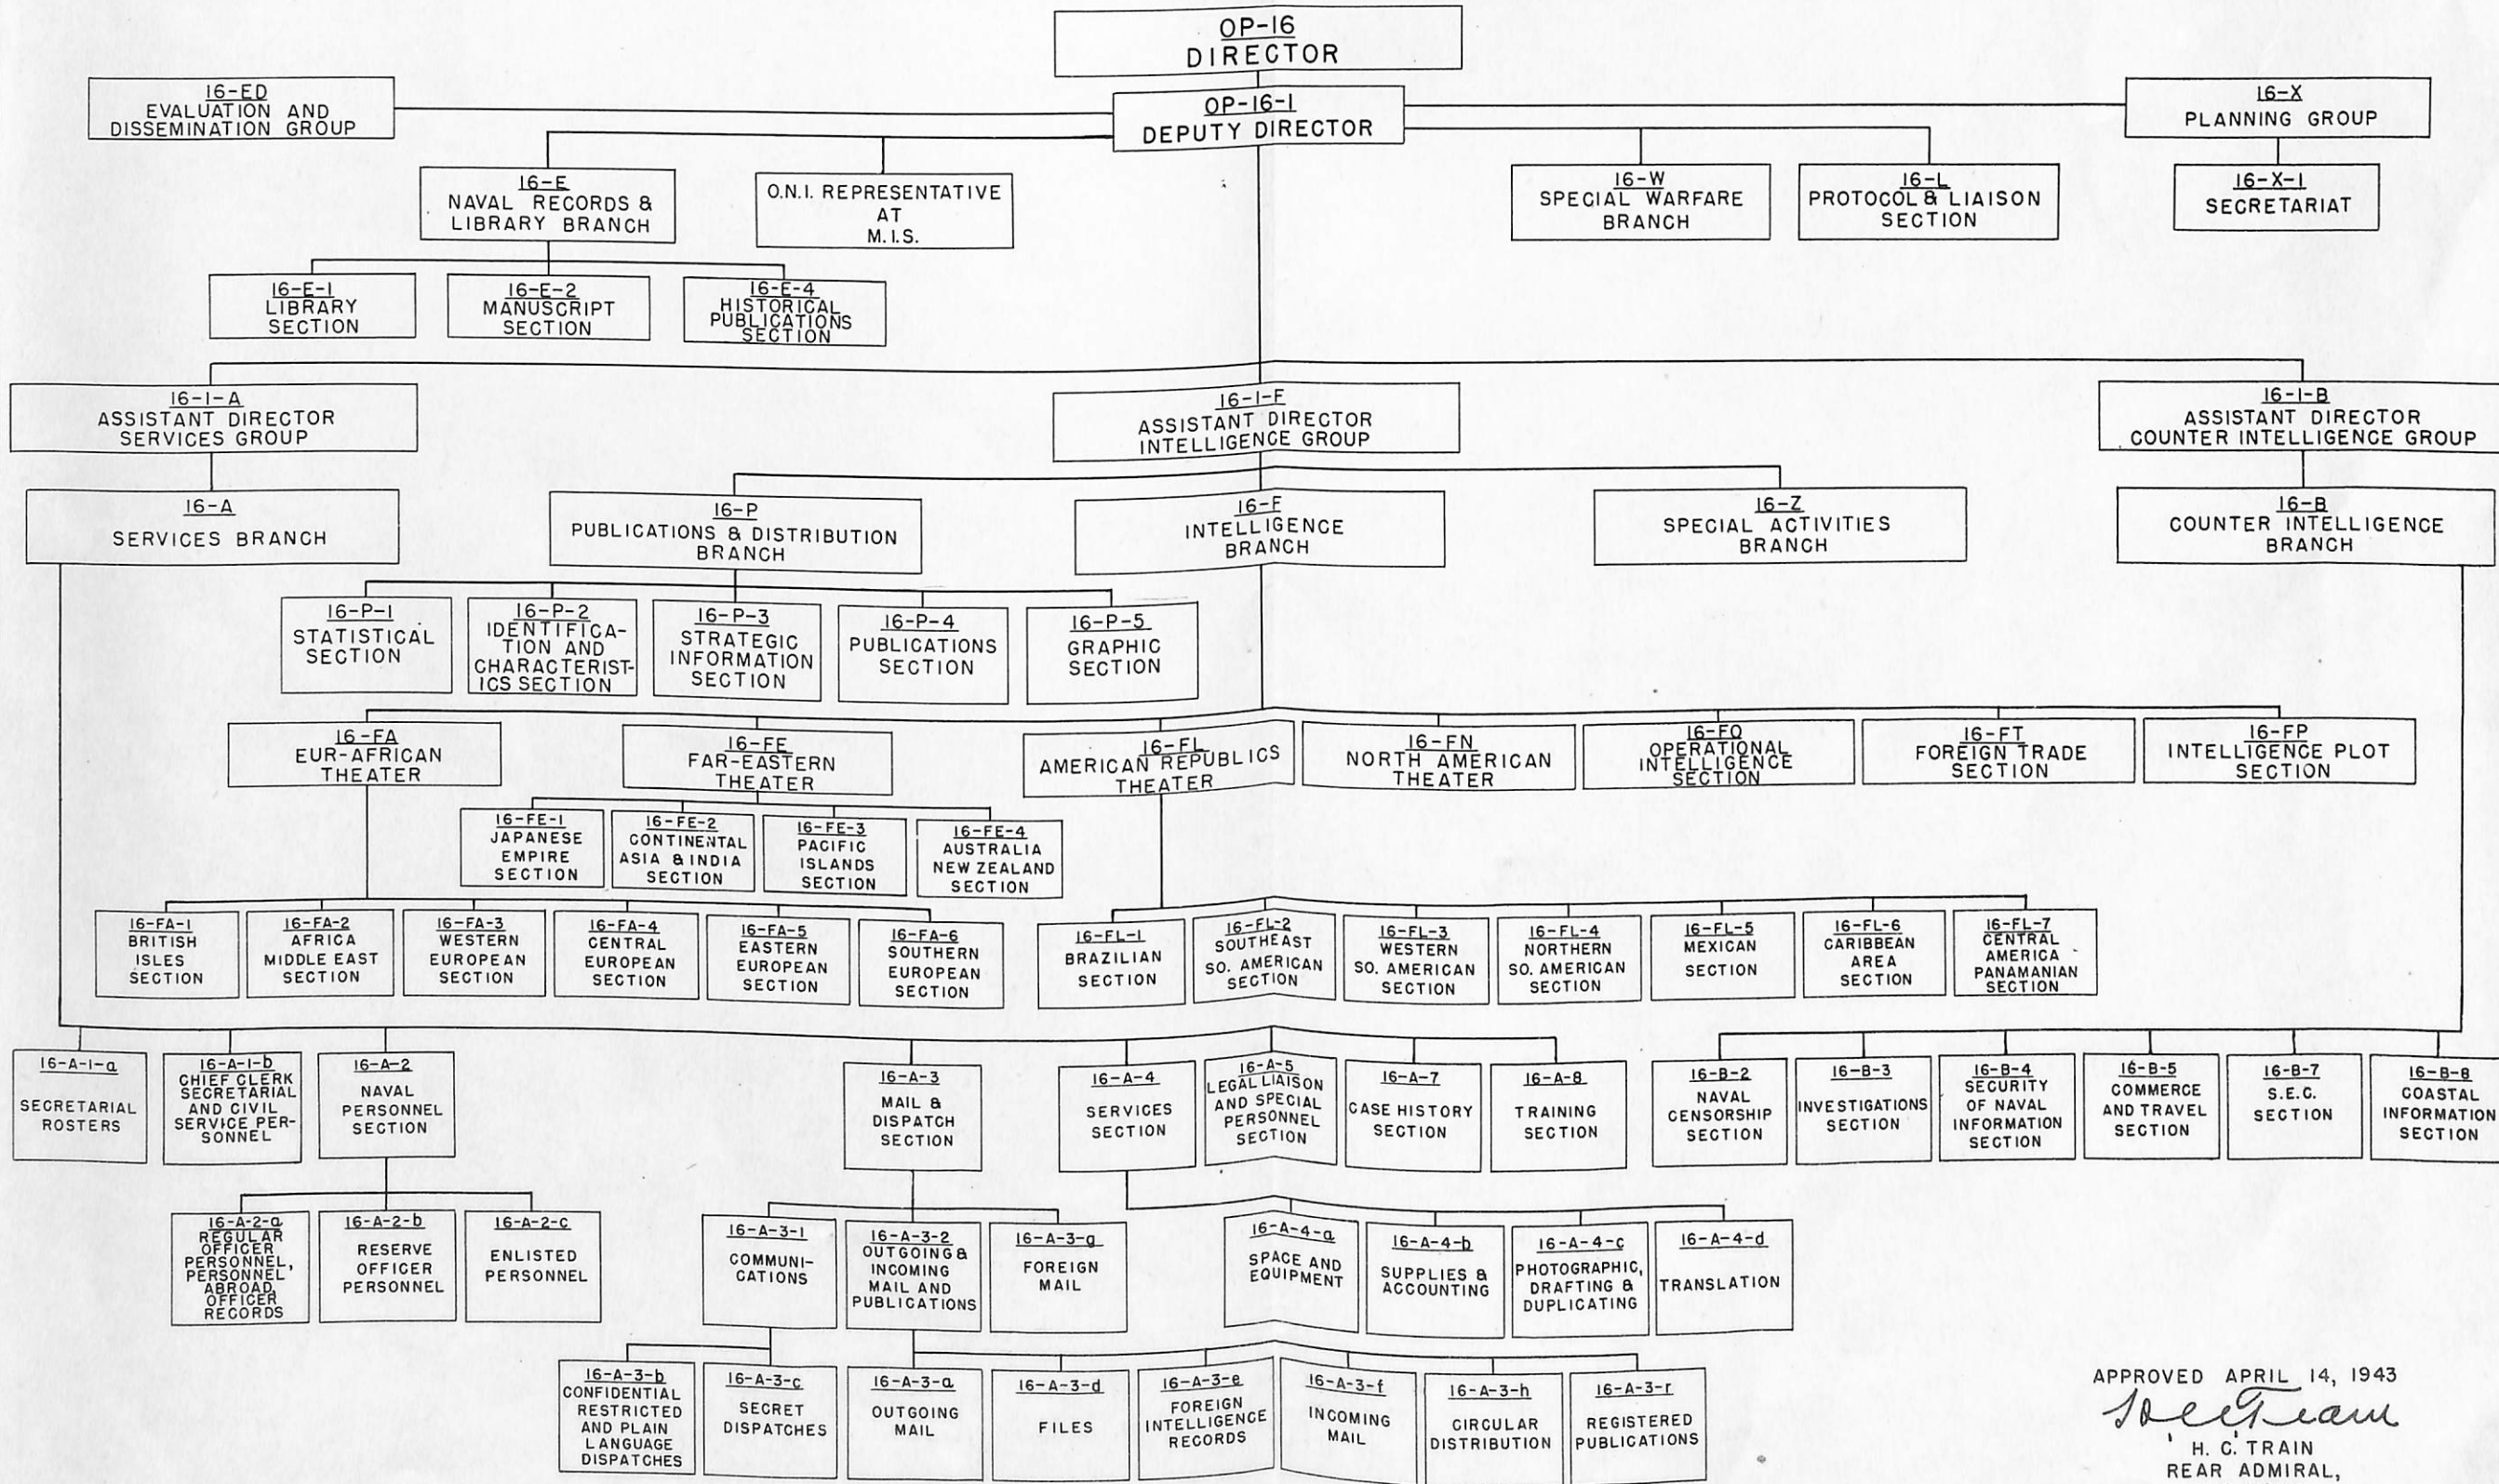 OP-16
DIRECTOR
16-ED
EVALUATION AND
DISSEMINATION GROUP
OP-16-1
DEPUTY DIRECTOR
16-X
PLANNING GROUP
16-E
NAVAL RECORDS &
LIBRARY BRANCH
O.N.I. REPRESENTATIVE
AT
M.I.S.
16-W
SPECIAL WARFARE
BRANCH
16-L
PROTOCOL & LIAISON
SECTION
16-X-1
SECRETARIAT
16-E-1
LIBRARY
SECTION
16-E-2
MANUSCRIPT
SECTION
16-E-4
HISTORICAL
PUBLICATIONS
SECTION
16-1-A
ASSISTANT DIRECTOR
SERVICES GROUP
16-1-F
ASSISTANT DIRECTOR
INTELLIGENCE GROUP
16-1-B
ASSISTANT DIRECTOR
COUNTER INTELLIGENCE GROUP
16-A
SERVICES BRANCH
16-P
PUBLICATIONS & DISTRIBUTION
BRANCH
16-F
INTELLIGENCE
BRANCH
16-Z
SPECIAL ACTIVITIES
BRANCH
16-B
COUNTER INTELLIGENCE
BRANCH
16-P-1
STATISTICAL
SECTION
16-P-2
IDENTIFICA-
TION AND
CHARACTERIST-
ICS SECTION
16-P-3
STRATEGIC
INFORMATION
SECTION
16-P-4
PUBLICATIONS
SECTION
16-P-5
GRAPHIC
SECTION
16-FA
EUR-AFRICAN
THEATER
16-FE
FAR-EASTERN
THEATER
16-FL
AMERICAN REPUBLICS
THEATER
16-FN
NORTH AMERICAN
THEATER
16-FO
OPERATIONAL
INTELLIGENCE
SECTION
16-FT
FOREIGN TRADE
SECTION
16-FP
INTELLIGENCE PLOT
SECTION
16-FE-1
JAPANESE
EMPIRE
SECTION
16-FE-2
CONTINENTAL
ASIA & INDIA
SECTION
16-FE-3
PACIFIC
ISLANDS
SECTION
16-FE-4
AUSTRALIA
NEW ZEALAND
SECTION
16-FA-1
BRITISH
ISLES
SECTION
16-FA-2
AFRICA
MIDDLE EAST
SECTION
16-FA-3
WESTERN
EUROPEAN
SECTION
16-FA-4
CENTRAL
EUROPEAN
SECTION
16-FA-5
EASTERN
EUROPEAN
SECTION
16-FA-6
SOUTHERN
EUROPEAN
SECTION
16-FL-1
BRAZILIAN
SECTION
16-FL-2
SOUTHEAST
SO. AMERICAN
SECTION
16-FL-3
WESTERN
SO. AMERICAN
SECTION
16-FL-4
NORTHERN
SO. AMERICAN
SECTION
16-FL-5
MEXICAN
SECTION
16-FL-6
CARIBBEAN
AREA
SECTION
16-FL-7
CENTRAL
AMERICA
PANAMANIAN
SECTION
16-A-1-a
SECRETARIAL
ROSTERS
16-A-1-b
CHIEF CLERK
SECRETARIAL
AND CIVIL
SERVICE PER-
SONNEL
16-A-2
NAVAL
PERSONNEL
SECTION
16-A-3
MAIL &
DISPATCH
SECTION
16-A-4
SERVICES
SECTION
16-A-5
LEGAL LIAISON
AND SPECIAL
PERSONNEL
SECTION
16-A-7
CASE HISTORY
SECTION
16-A-8
TRAINING
SECTION
16-B-2
NAVAL
CENSORSHIP
SECTION
16-B-3
INVESTIGATIONS
SECTION
16-B-4
SECURITY
OF NAVAL
INFORMATION
SECTION
16-B-5
COMMERCE
AND TRAVEL
SECTION
16-B-7
S.E.C.
SECTION
16-B-8
COASTAL
INFORMATION
SECTION
16-A-2-a
REGULAR
OFFICER
PERSONNEL,
PERSONNEL
ABROAD,
OFFICER
RECORDS
16-A-2-b
RESERVE
OFFICER
PERSONNEL
16-A-2-c
ENLISTED
PERSONNEL
16-A-3-1
COMMUNI-
CATIONS
16-A-3-2
OUTGOING &
INCOMING
MAIL AND
PUBLICATIONS
16-A-3-g
FOREIGN
MAIL
16-A-4-a
SPACE AND
EQUIPMENT
16-A-4-b
SUPPLIES &
ACCOUNTING
16-A-4-c
PHOTOGRAPHIC,
DRAFTING &
DUPLICATING
16-A-4-d
TRANSLATION
16-A-3-b
CONFIDENTIAL
RESTRICTED
AND PLAIN
LANGUAGE
DISPATCHES
16-A-3-c
SECRET
DISPATCHES
16-A-3-a
OUTGOING
MAIL
16-A-3-d
FILES
16-A-3-e
FOREIGN
INTELLIGENCE
RECORDS
16-A-3-f
INCOMING
MAIL
16-A-3-h
CIRCULAR
DISTRIBUTION
16-A-3-r
REGISTERED
PUBLICATIONS
APPROVED APRIL 14, 1943
H C Train
H. C. TRAIN
REAR ADMIRAL,